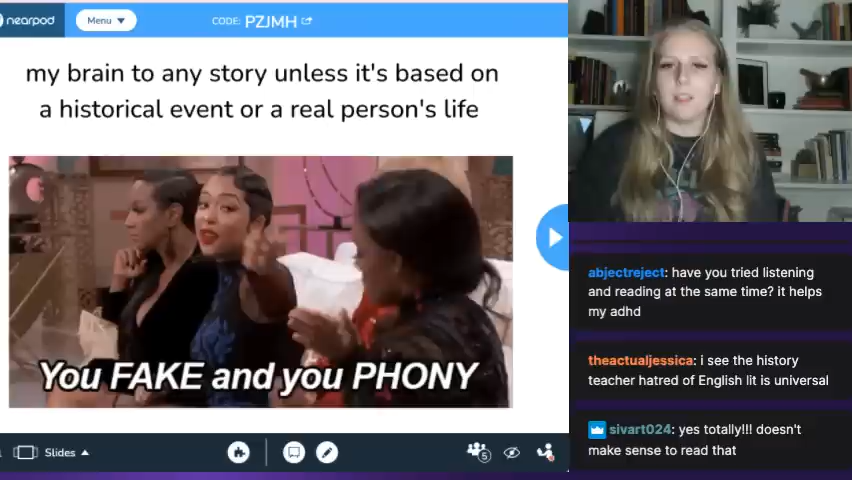 nearpod
Menu
CODE: PZJMH
my brain to any story unless it's based on
a historical event or a real person's life
You FAKE and you PHONY
abjectreject: have you tried listening
and reading at the same time? it helps
my adhd
theactualjessica: i see the history
teacher hatred of English lit is universal
sivart024: yes totally!!! doesn't
make sense to read that
Slides
5